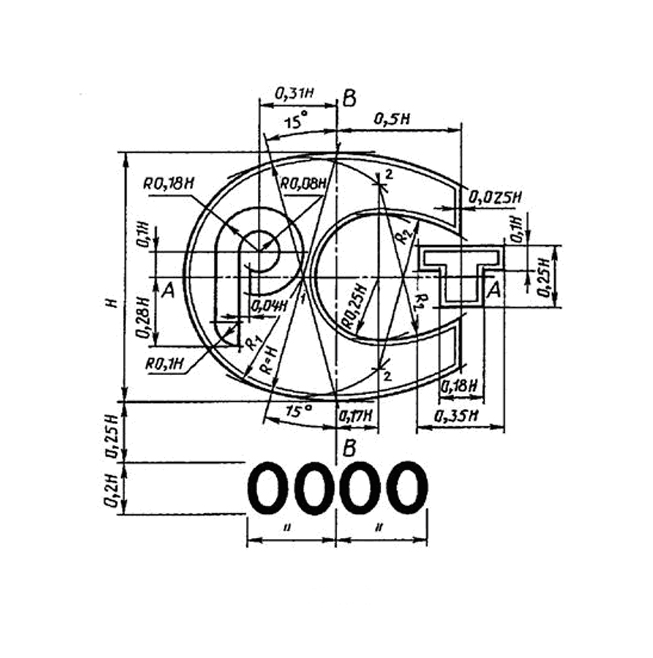 0,31H
B
15°
0,5H
2
R0,18H
R0,08H
0,025H
0,1H
R₂
0,1H
0,25H
H
A
A
1
0,04H
0,28H
R0,25H
R₁
R₁
R=H
R0,1H
2
0,18H
15°
0,17H
0,35H
0,25H
B
0,2H
0000
"
"